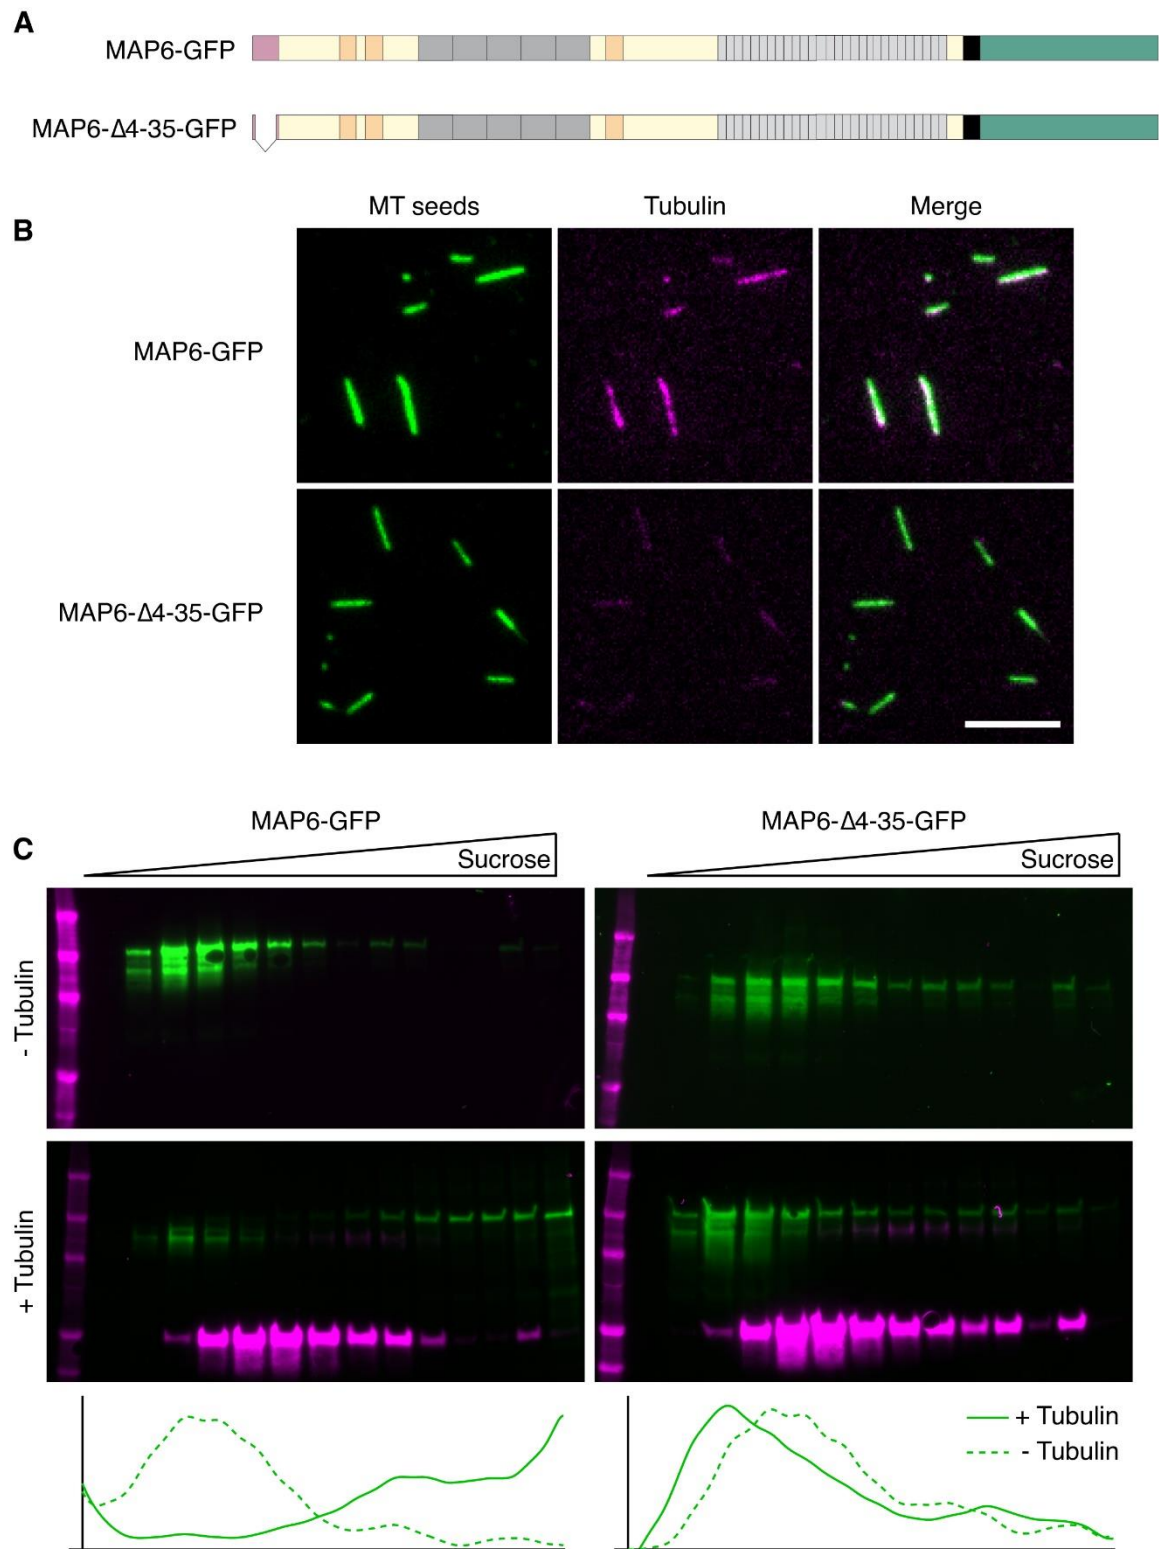 A
MAP6-GFP
MAP6-Δ4-35-GFP
B
MT seeds Tubulin Merge
MAP6-GFP
MAP6-Δ4-35-GFP
C
MAP6-GFP MAP6-Δ4-35-GFP
Sucrose Sucrose
- Tubulin
+ Tubulin
+ Tubulin
- Tubulin